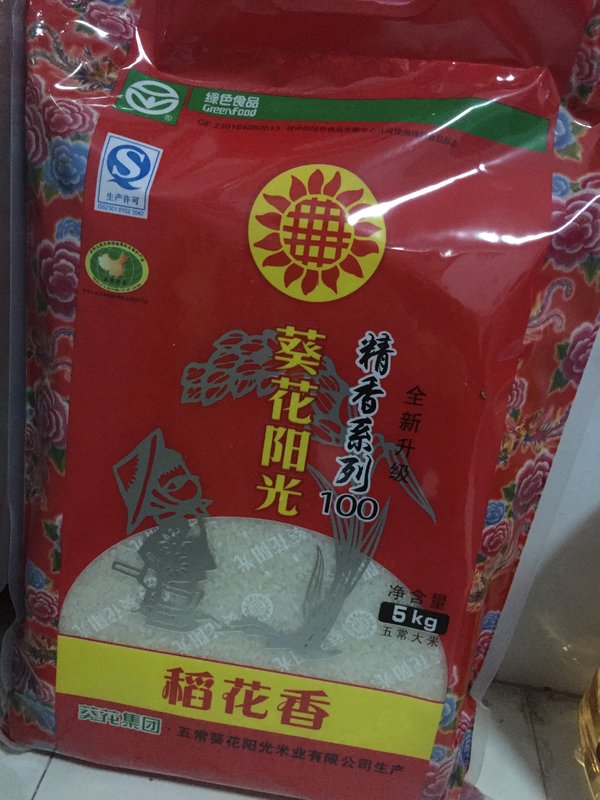 绿色食品
GreenFood
生产许可
葵花阳光
精香系列
100
全新升级
净含量
5kg
五常大米
稻花香
葵花集团·五常葵花阳光米业有限公司生产